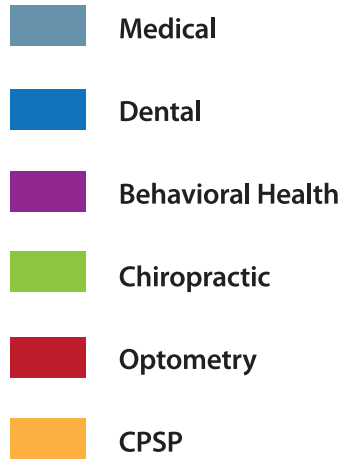 Medical
Dental
Behavioral Health
Chiropractic
Optometry
CPSP